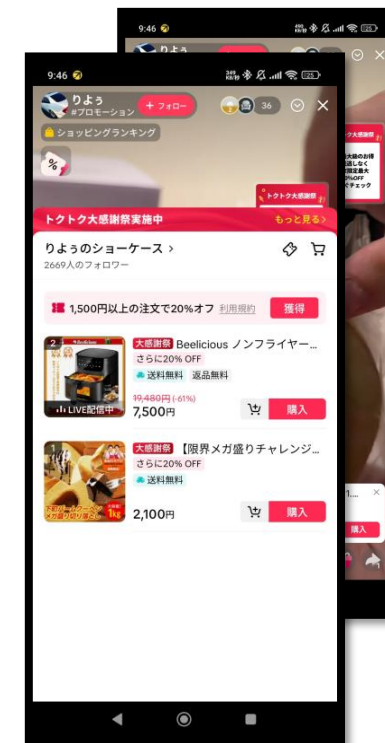 9:46
りよぅ
9:46
りよぅ
#プロモーション
+ フォロー
36
ショッピングランキング
%
トクトク大感謝祭
トクトク大感謝祭実施中
もっと見る>
りよぅのショーケース >
2669人のフォロワー
1,500円以上の注文で20%オフ 利用規約 獲得
2
Beelicious
LIVE配信中
大感謝祭 Beelicious ノンフライヤー...
さらに20% OFF
送料無料 返品無料
19,480円 (-61%)
7,500円
購入
1
1kg
大感謝祭 【限界メガ盛りチャレンジ...
さらに20% OFF
送料無料
2,100円
購入
1....
購入